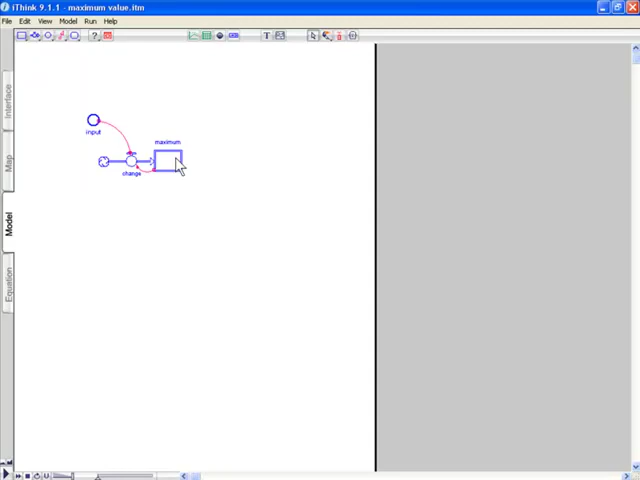 iThink 9.1.1 - maximum value.itm
File Edit View Model Run Help
T
?
Interface
Map
Model
Equation
input
maximum
change